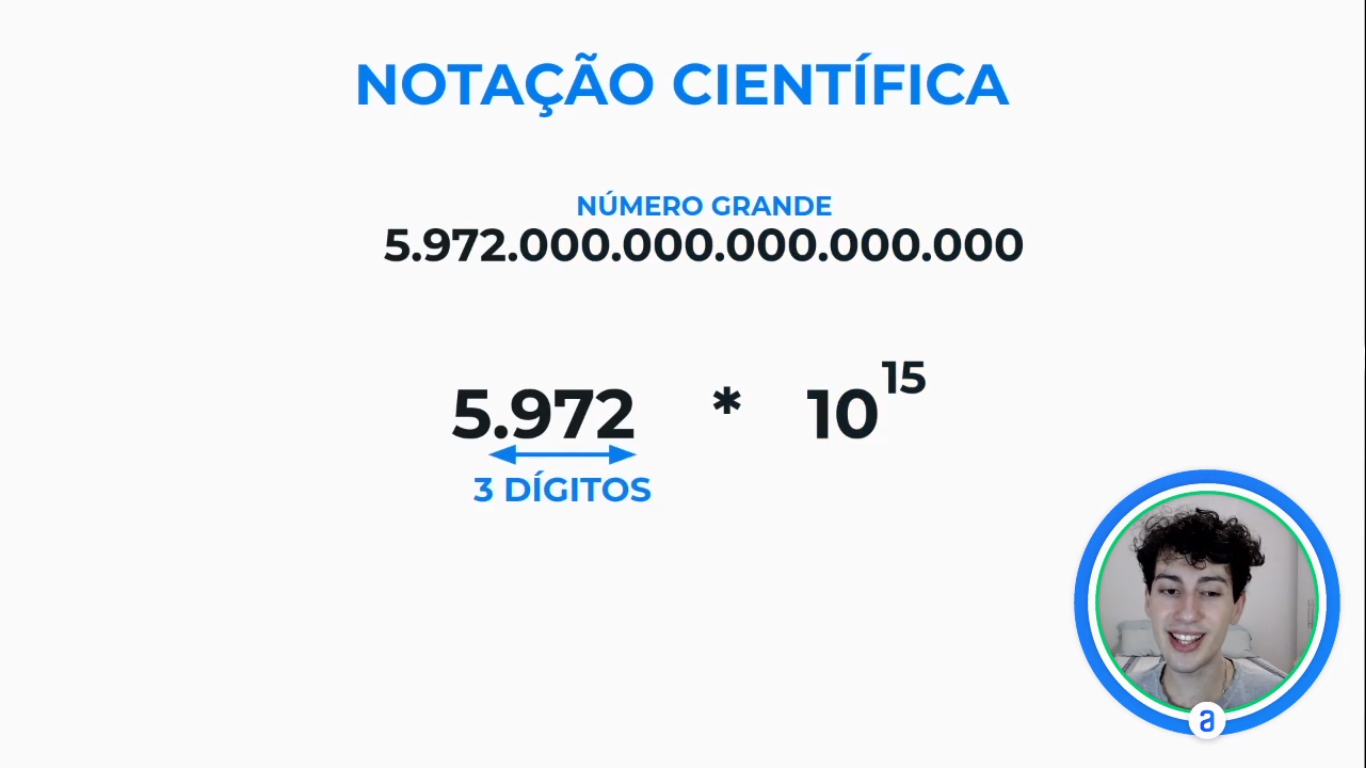 NOTAÇÃO CIENTÍFICA
NÚMERO GRANDE
5.972.000.000.000.000.000
5.972 * 10 15
3 DÍGITOS
a